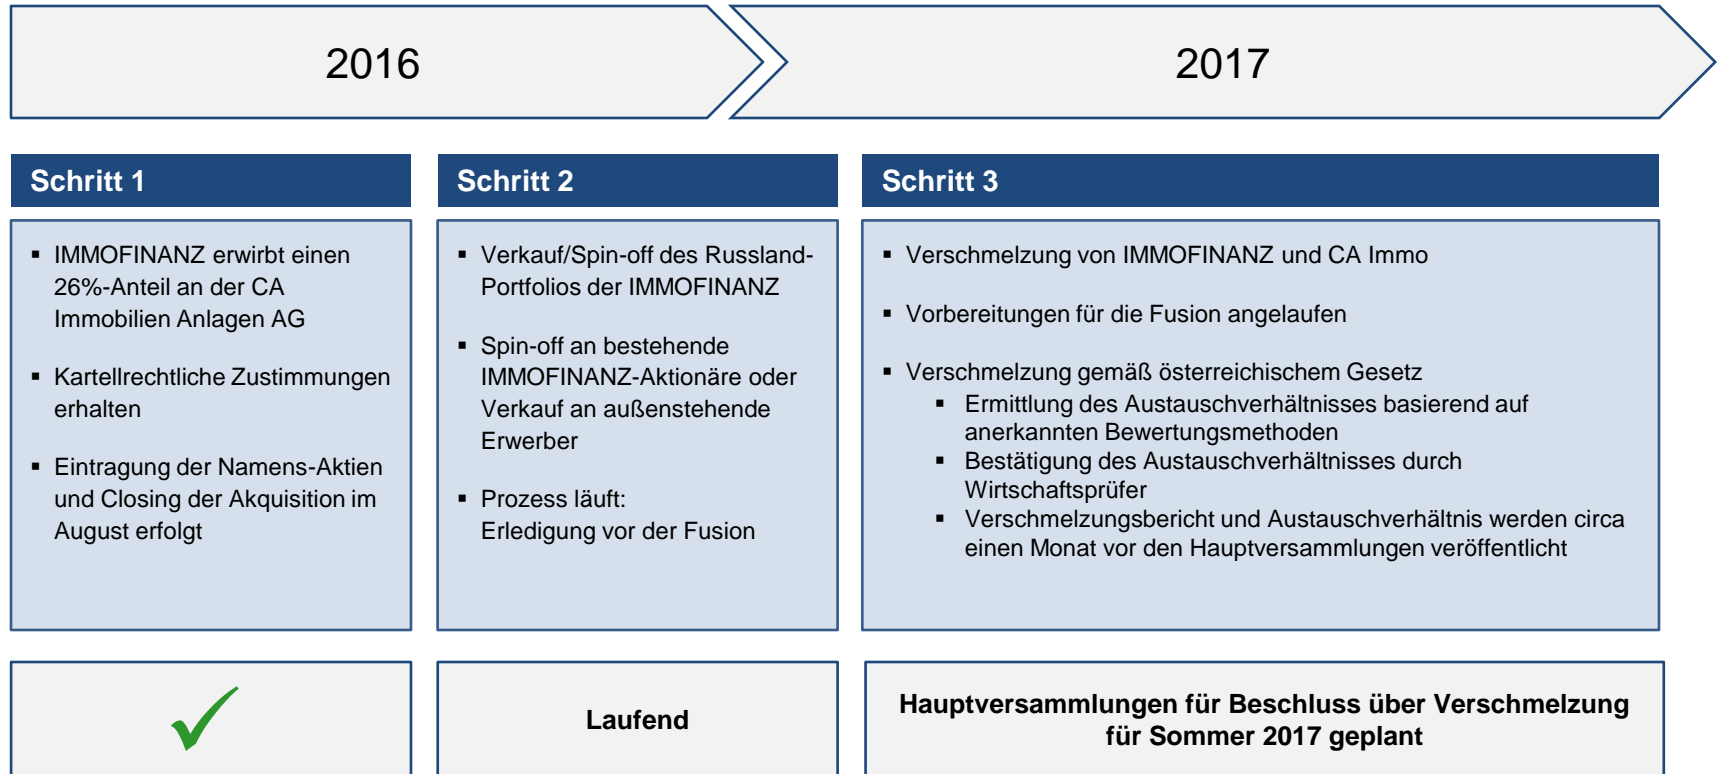 2016
2017
Schritt 1
▪ IMMOFINANZ erwirbt einen
26%-Anteil an der CA
Immobilien Anlagen AG
▪ Kartellrechtliche Zustimmungen
erhalten
▪ Eintragung der Namens-Aktien
und Closing der Akquisition im
August erfolgt
Schritt 2
▪ Verkauf/Spin-off des Russland-
Portfolios der IMMOFINANZ
▪ Spin-off an bestehende
IMMOFINANZ-Aktionäre oder
Verkauf an außenstehende
Erwerber
▪ Prozess läuft:
Erledigung vor der Fusion
Schritt 3
▪ Verschmelzung von IMMOFINANZ und CA Immo
▪ Vorbereitungen für die Fusion angelaufen
▪ Verschmelzung gemäß österreichischem Gesetz
▪ Ermittlung des Austauschverhältnisses basierend auf
anerkannten Bewertungsmethoden
▪ Bestätigung des Austauschverhältnisses durch
Wirtschaftsprüfer
▪ Verschmelzungsbericht und Austauschverhältnis werden circa
einen Monat vor den Hauptversammlungen veröffentlicht
✓
Laufend
Hauptversammlungen für Beschluss über Verschmelzung
für Sommer 2017 geplant